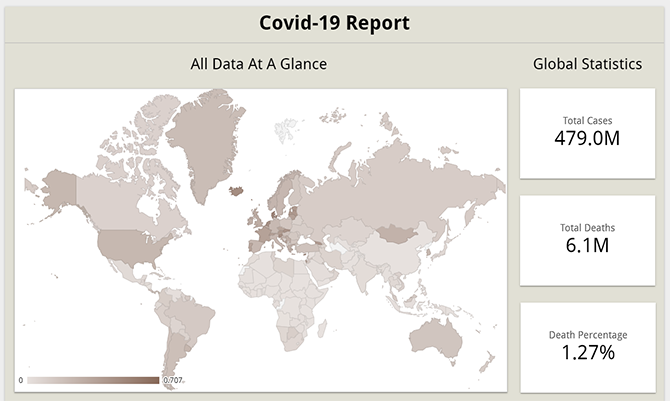 Covid-19 Report
All Data At A Glance
Global Statistics
Total Cases
479.0M
Total Deaths
6.1M
Death Percentage
1.27%
0
0.707